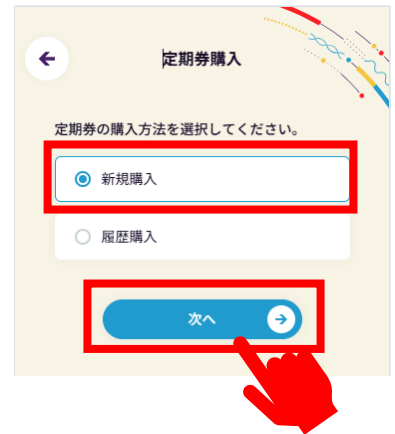 定期券購入
定期券の購入方法を選択してください。
新規購入
履歴購入
次へ